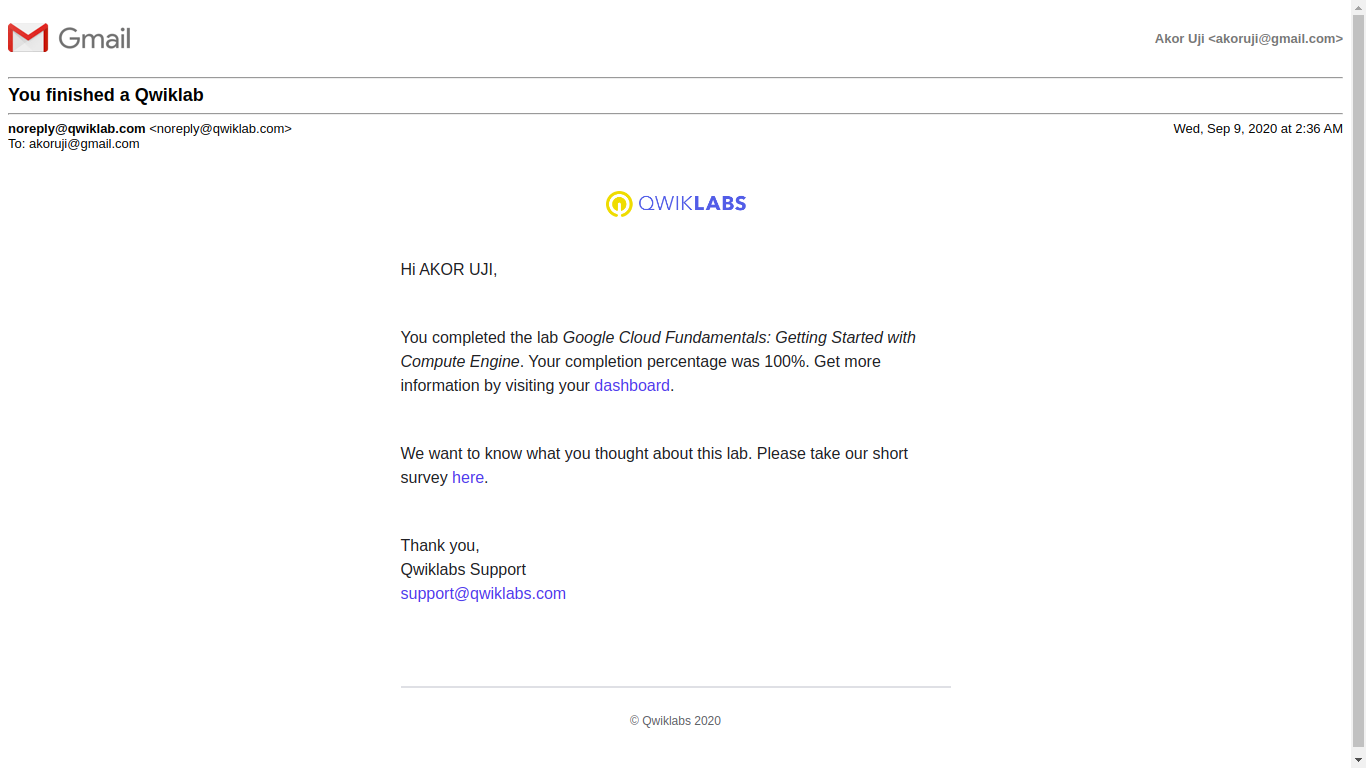 Gmail
Akor Uji <akoruji@gmail.com>
You finished a Qwiklab
noreply@qwiklab.com <noreply@qwiklab.com>
Wed, Sep 9, 2020 at 2:36 AM
To: akoruji@gmail.com
QWIKLABS
Hi AKOR UJI,
You completed the lab Google Cloud Fundamentals: Getting Started with
Compute Engine. Your completion percentage was 100%. Get more
information by visiting your dashboard.
We want to know what you thought about this lab. Please take our short
survey here.
Thank you,
Qwiklabs Support
support@qwiklabs.com
© Qwiklabs 2020